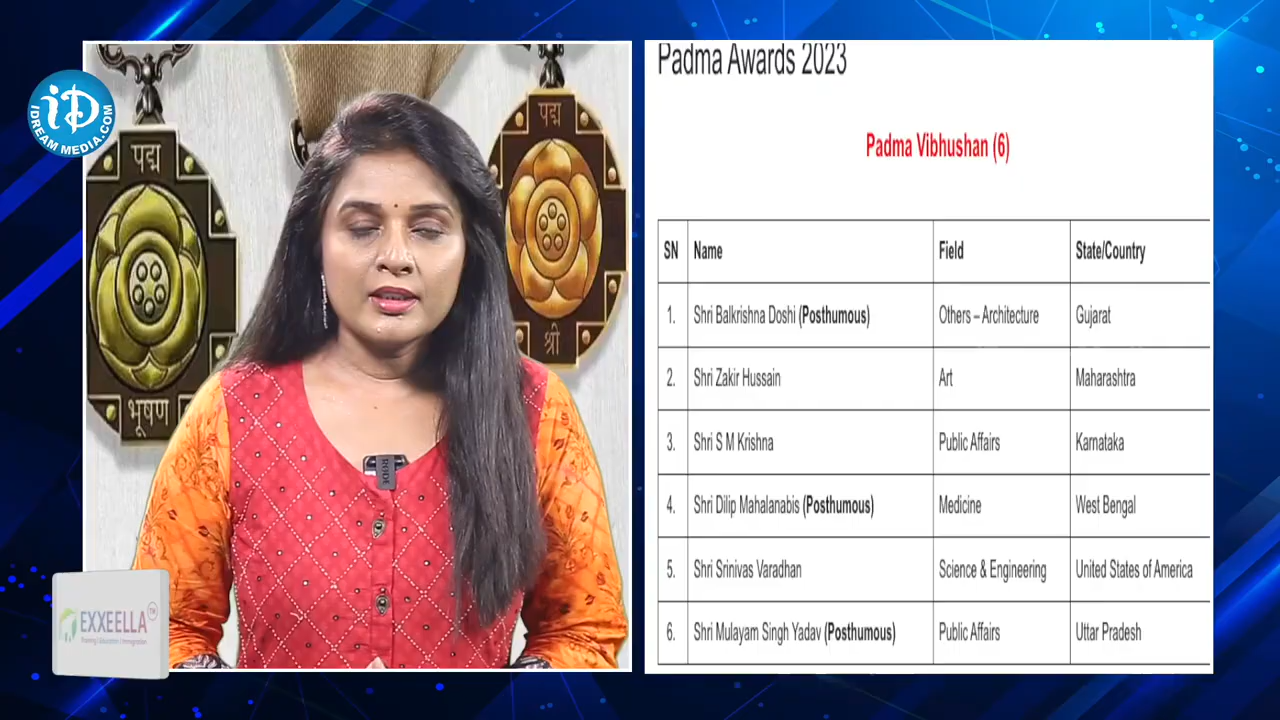 iD
IDREAM MEDIA.COM
पद्म
भूषण
पद्म
श्री
RODE
EXXEELLA™
Padma Awards 2023
Padma Vibhushan (6)
SN Name Field State/Country
1. Shri Balkrishna Doshi (Posthumous) Others – Architecture Gujarat
2. Shri Zakir Hussain Art Maharashtra
3. Shri S M Krishna Public Affairs Karnataka
4. Shri Dilip Mahalanabis (Posthumous) Medicine West Bengal
5. Shri Srinivas Varadhan Science & Engineering United States of America
6. Shri Mulayam Singh Yadav (Posthumous) Public Affairs Uttar Pradesh